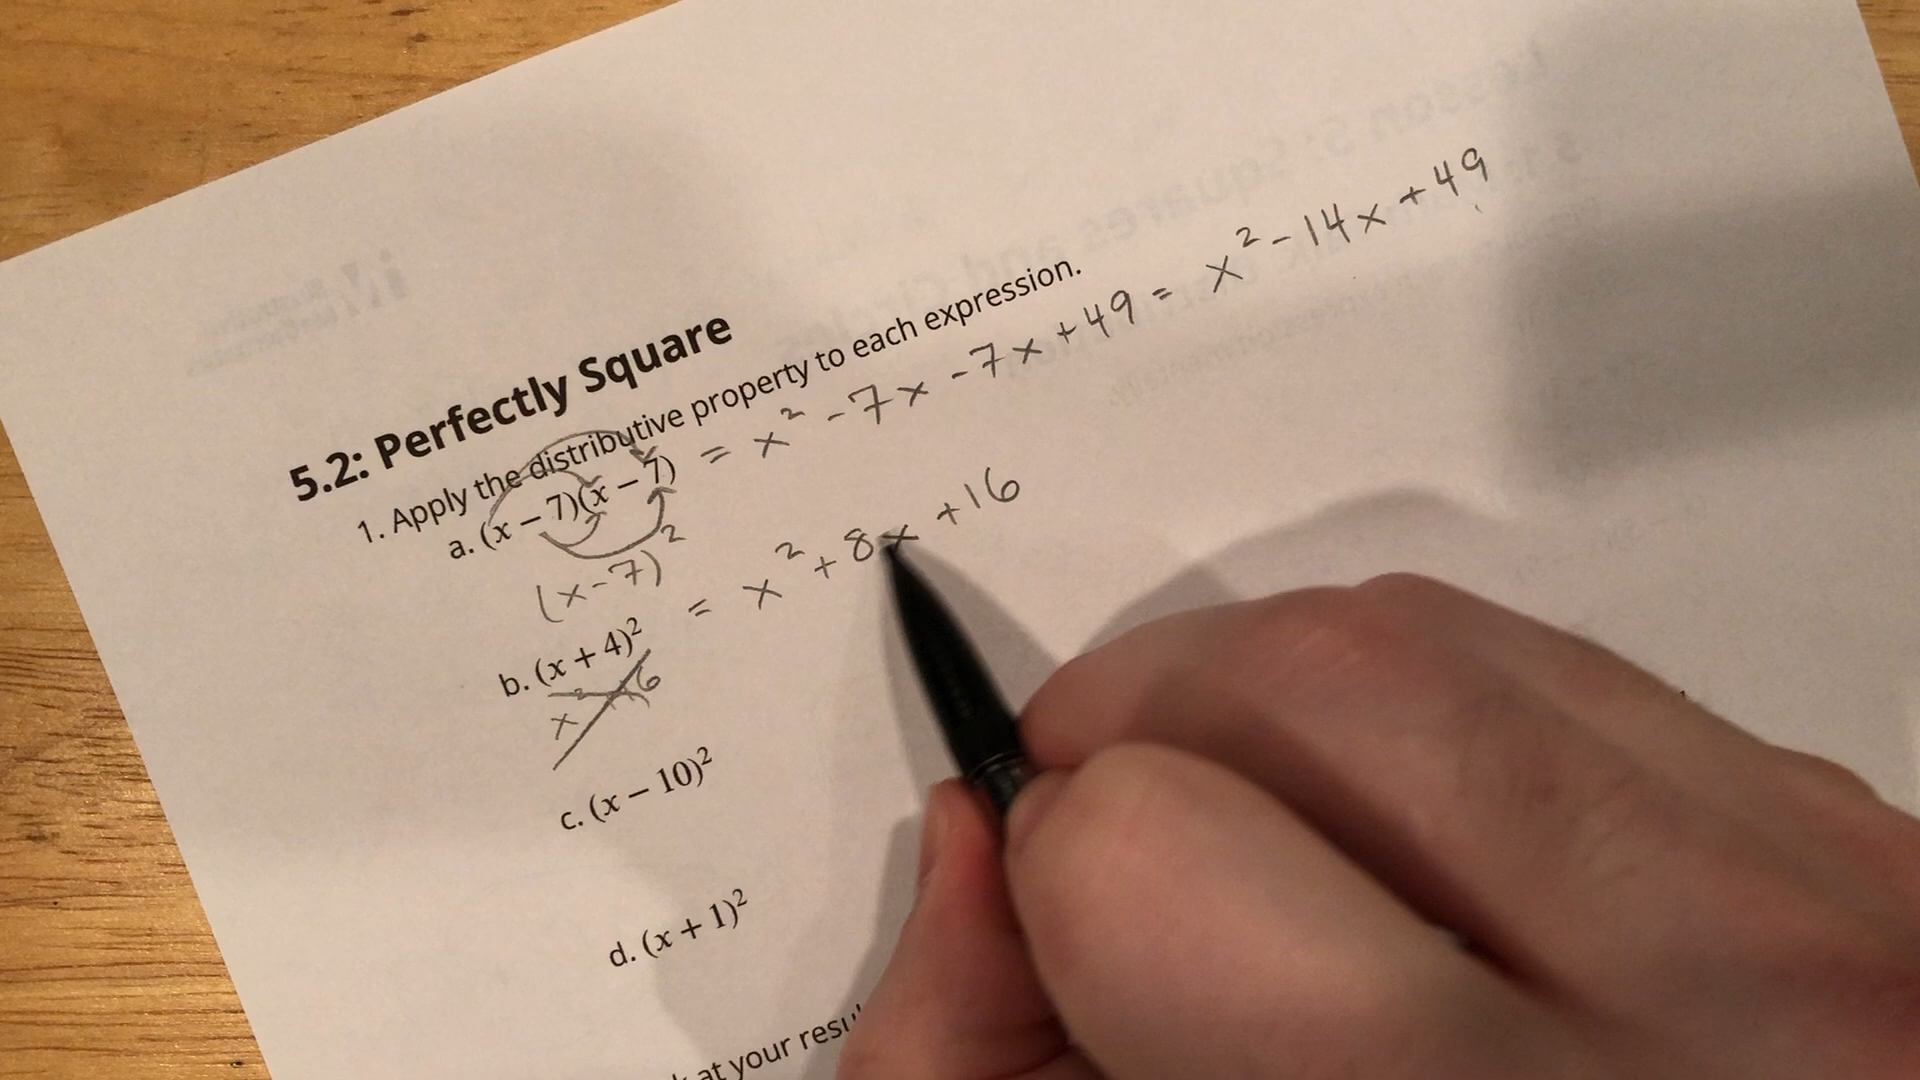 5.2: Perfectly Square
1. Apply the distributive property to each expression.
a. (x − 7)(x − 7) = x² - 7x - 7x + 49 = x² - 14x + 49
(x - 7)²
b. (x + 4)² = x² + 8x + 16
x² 16
c. (x − 10)²
d. (x + 1)²
at your